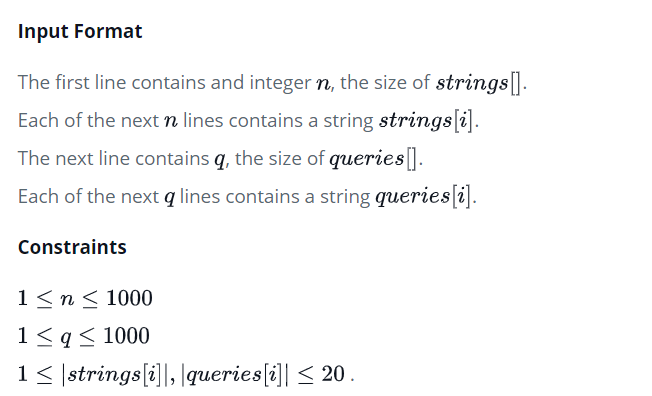 Input Format
The first line contains and integer n, the size of strings[].
Each of the next n lines contains a string strings[i].
The next line contains q, the size of queries[].
Each of the next q lines contains a string queries[i].
Constraints
1 ≤ n ≤ 1000
1 ≤ q ≤ 1000
1 ≤ |strings[i]|, |queries[i]| ≤ 20 .